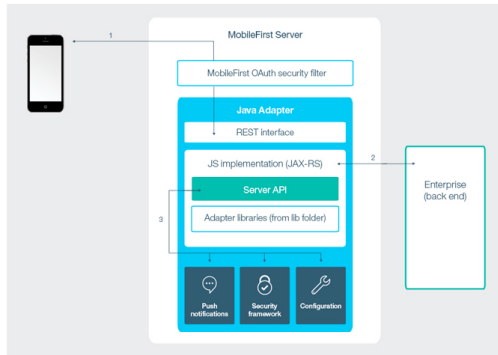 1
MobileFirst Server
MobileFirst OAuth security filter
Java Adapter
REST interface
JS implementation (JAX-RS)
2
Server API
Enterprise
(back end)
3
Adapter libraries (from lib folder)
Push
notifications
Security
framework
Configuration